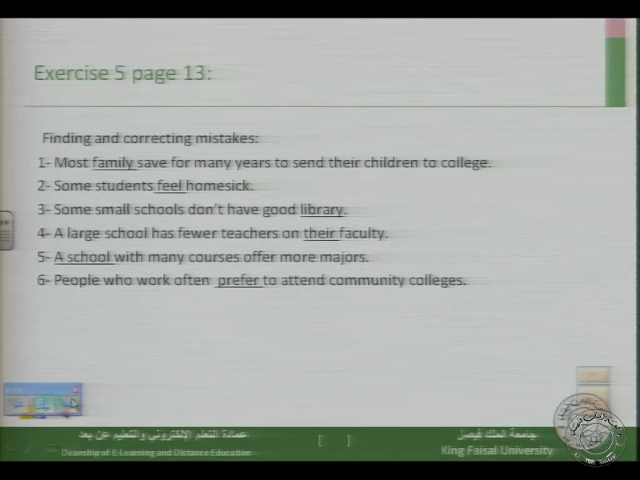 Exercise 5 page 13:
Finding and correcting mistakes:
1- Most family save for many years to send their children to college.
2- Some students feel homesick.
3- Some small schools don't have good library.
4- A large school has fewer teachers on their faculty.
5- A school with many courses offer more majors.
6- People who work often prefer to attend community colleges.
عمادة التعلم الإلكتروني والتعليم عن بعد
Deanship of E-Learning and Distance Education
[ ]
جامعة الملك فيصل
King Faisal University